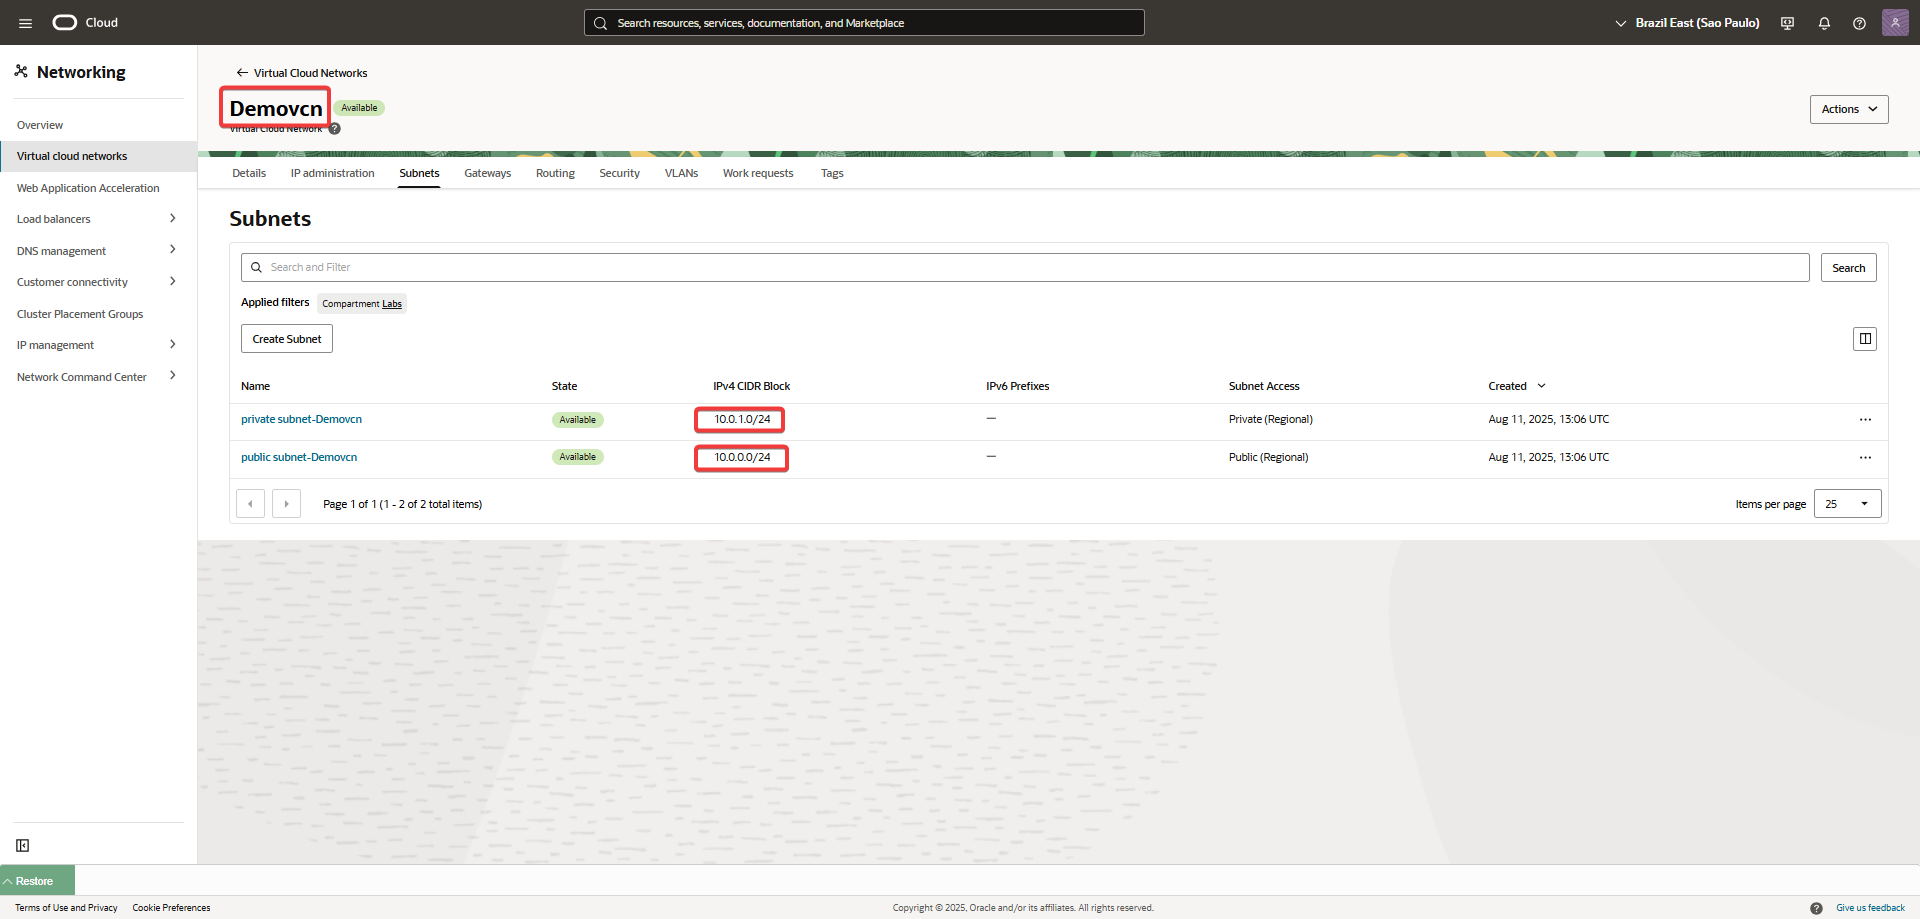 Cloud
Search resources, services, documentation, and Marketplace
Brazil East (Sao Paulo)
Networking
Overview
Virtual cloud networks
Web Application Acceleration
Load balancers
DNS management
Customer connectivity
Cluster Placement Groups
IP management
Network Command Center
Virtual Cloud Networks
Demovcn Available
Virtual Cloud Network
Actions
Details IP administration Subnets Gateways Routing Security VLANs Work requests Tags
Subnets
Search and Filter Search
Applied filters Compartment Labs
Create Subnet
Name State IPv4 CIDR Block IPv6 Prefixes Subnet Access Created
private subnet-Demovcn Available 10.0.1.0/24 — Private (Regional) Aug 11, 2025, 13:06 UTC ...
public subnet-Demovcn Available 10.0.0.0/24 — Public (Regional) Aug 11, 2025, 13:06 UTC ...
Page 1 of 1 (1 - 2 of 2 total items) Items per page 25
Restore
Terms of Use and Privacy Cookie Preferences Copyright © 2025, Oracle and/or its affiliates. All rights reserved. Give us feedback